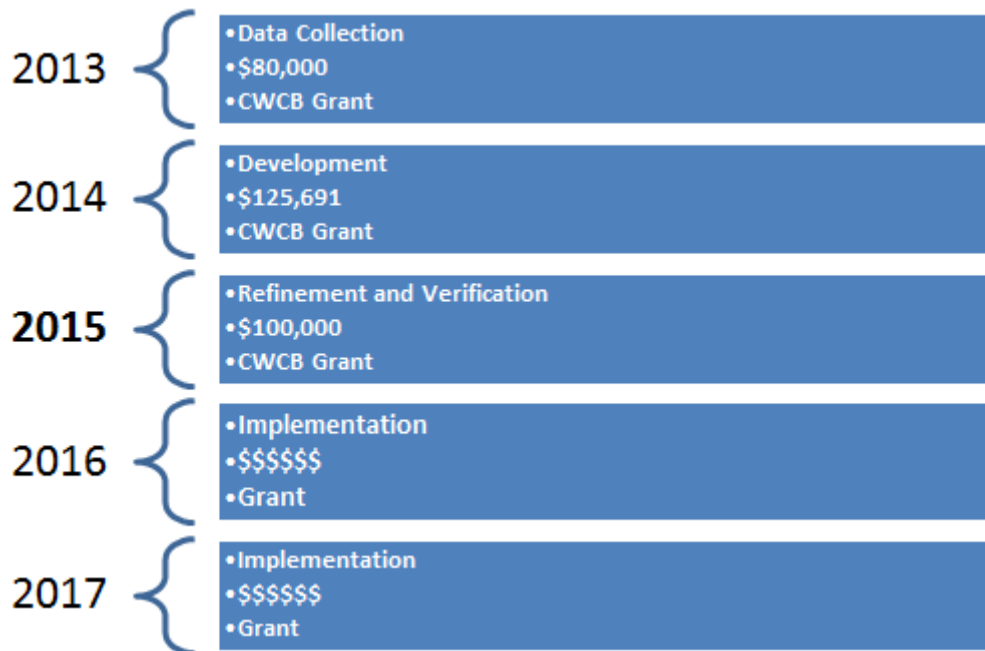 2013
•Data Collection
•$80,000
•CWCB Grant
2014
•Development
•$125,691
•CWCB Grant
2015
•Refinement and Verification
•$100,000
•CWCB Grant
2016
•Implementation
•$$$$$$
•Grant
2017
•Implementation
•$$$$$$
•Grant